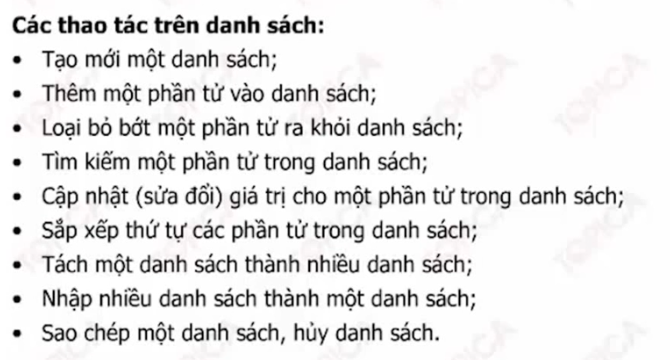 Các thao tác trên danh sách:
• Tạo mới một danh sách;
• Thêm một phần tử vào danh sách;
• Loại bỏ bớt một phần tử ra khỏi danh sách;
• Tìm kiếm một phần tử trong danh sách;
• Cập nhật (sửa đổi) giá trị cho một phần tử trong danh sách;
• Sắp xếp thứ tự các phần tử trong danh sách;
• Tách một danh sách thành nhiều danh sách;
• Nhập nhiều danh sách thành một danh sách;
• Sao chép một danh sách, hủy danh sách.
TOPICA